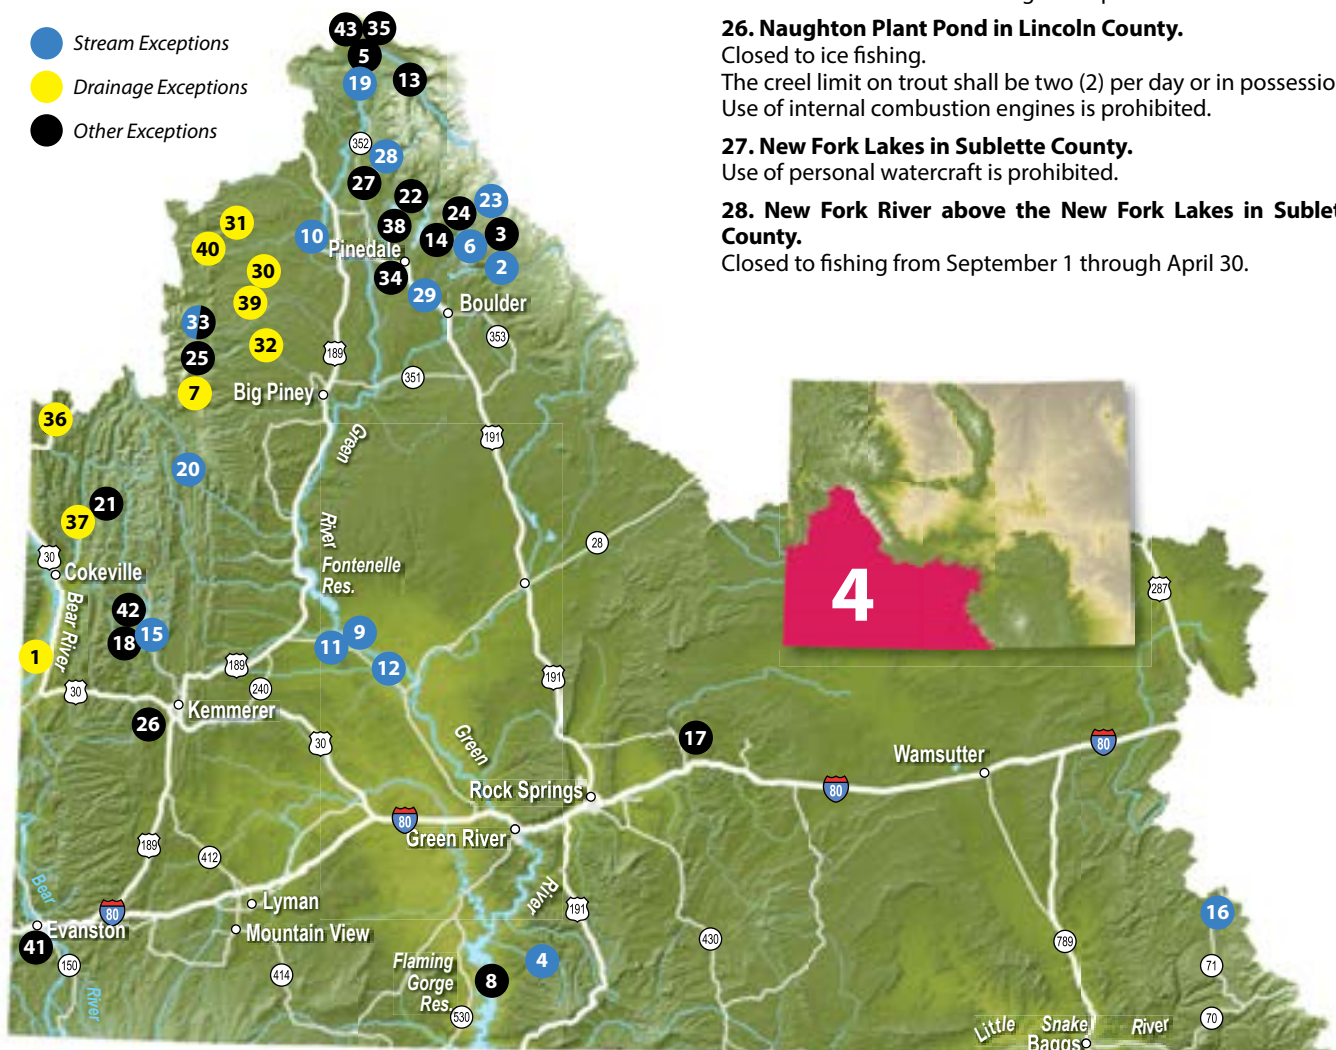 Stream Exceptions
Drainage Exceptions
Other Exceptions
26. Naughton Plant Pond in Lincoln County.
Closed to ice fishing.
The creel limit on trout shall be two (2) per day or in possessio
Use of internal combustion engines is prohibited.
27. New Fork Lakes in Sublette County.
Use of personal watercraft is prohibited.
28. New Fork River above the New Fork Lakes in Sublet
County.
Closed to fishing from September 1 through April 30.
43 35
5
19 13
352 28
27 22
23
24
31 38 3
10 14 6
40 Pinedale
30 34 2
39 29 Boulder
33 353
32 189
25 351
7 Big Piney
36
Green
191
20
21
37
River
28
30 Fontenelle
Cokeville Res.
287
4
42
15 9
18 11
Bear River
1 12
189
30 240 191
Kemmerer
26 17
30 Green
80
Wamsutter
Rock Springs 80
80
Green River
189
412
Bear
River
Lyman
80 191 16
Evanston
Mountain View
41 430 789
150 Flaming 4
414 Gorge 8 71
Res.
River
530 70
Little Snake River
Baggs